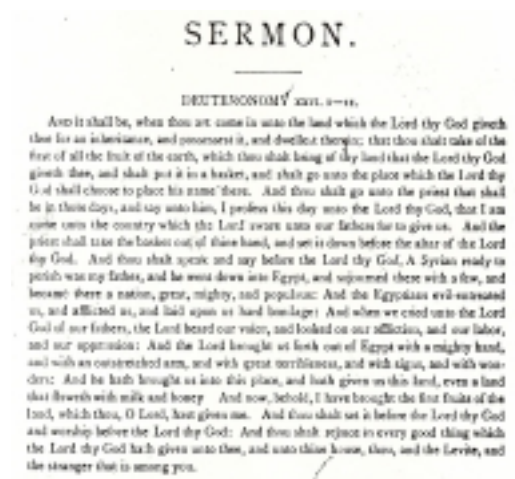 SERMON.
DEUTERONOMY XXVI. 1—11.
And it shall be, when thou art come in unto the land which the Lord thy God giveth
thee for an inheritance, and possessest it, and dwellest therein; that thou shalt take of the
first of all the fruit of the earth, which thou shalt bring of thy land that the Lord thy God
giveth thee, and shalt put it in a basket, and shalt go unto the place which the Lord thy
God shall choose to place his name there. And thou shalt go unto the priest that shall
be in those days, and say unto him, I profess this day unto the Lord thy God, that I am
come unto the country which the Lord sware unto our fathers for to give us. And the
priest shall take the basket out of thine hand, and set it down before the altar of the Lord
thy God. And thou shalt speak and say before the Lord thy God, A Syrian ready to
perish was my father, and he went down into Egypt, and sojourned there with a few, and
became there a nation, great, mighty, and populous: And the Egyptians evil-entreated
us, and afflicted us, and laid upon us hard bondage: And when we cried unto the Lord
God of our fathers, the Lord heard our voice, and looked on our affliction, and our labor,
and our oppression: And the Lord brought us forth out of Egypt with a mighty hand,
and with an outstretched arm, and with great terribleness, and with signs, and with won-
ders: And he hath brought us into this place, and hath given us this land, even a land
that floweth with milk and honey And now, behold, I have brought the first fruits of the
land, which thou, O Lord, hast given me. And thou shalt set it before the Lord thy God
and worship before the Lord thy God: And thou shalt rejoice in every good thing which
the Lord thy God hath given unto thee, and unto thine house, thou, and the Levite, and
the stranger that is among you.